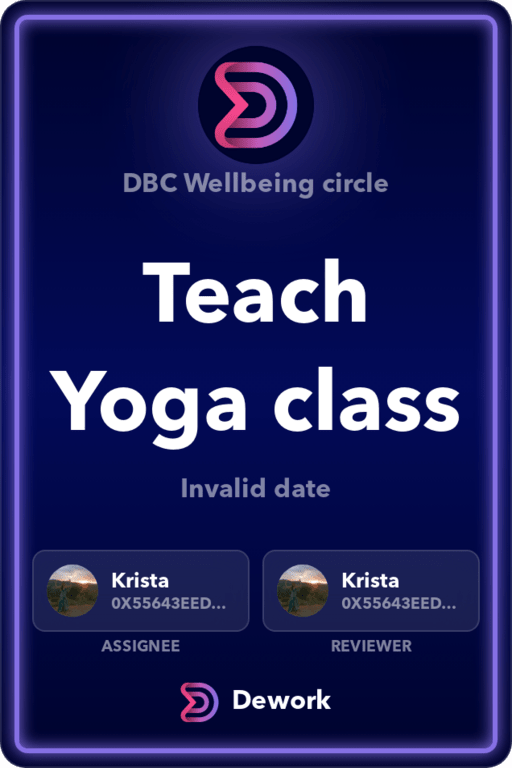 DBC Wellbeing circle
Teach
Yoga class
Invalid date
Krista
0X55643EED...
Krista
0X55643EED...
ASSIGNEE
REVIEWER
Dework